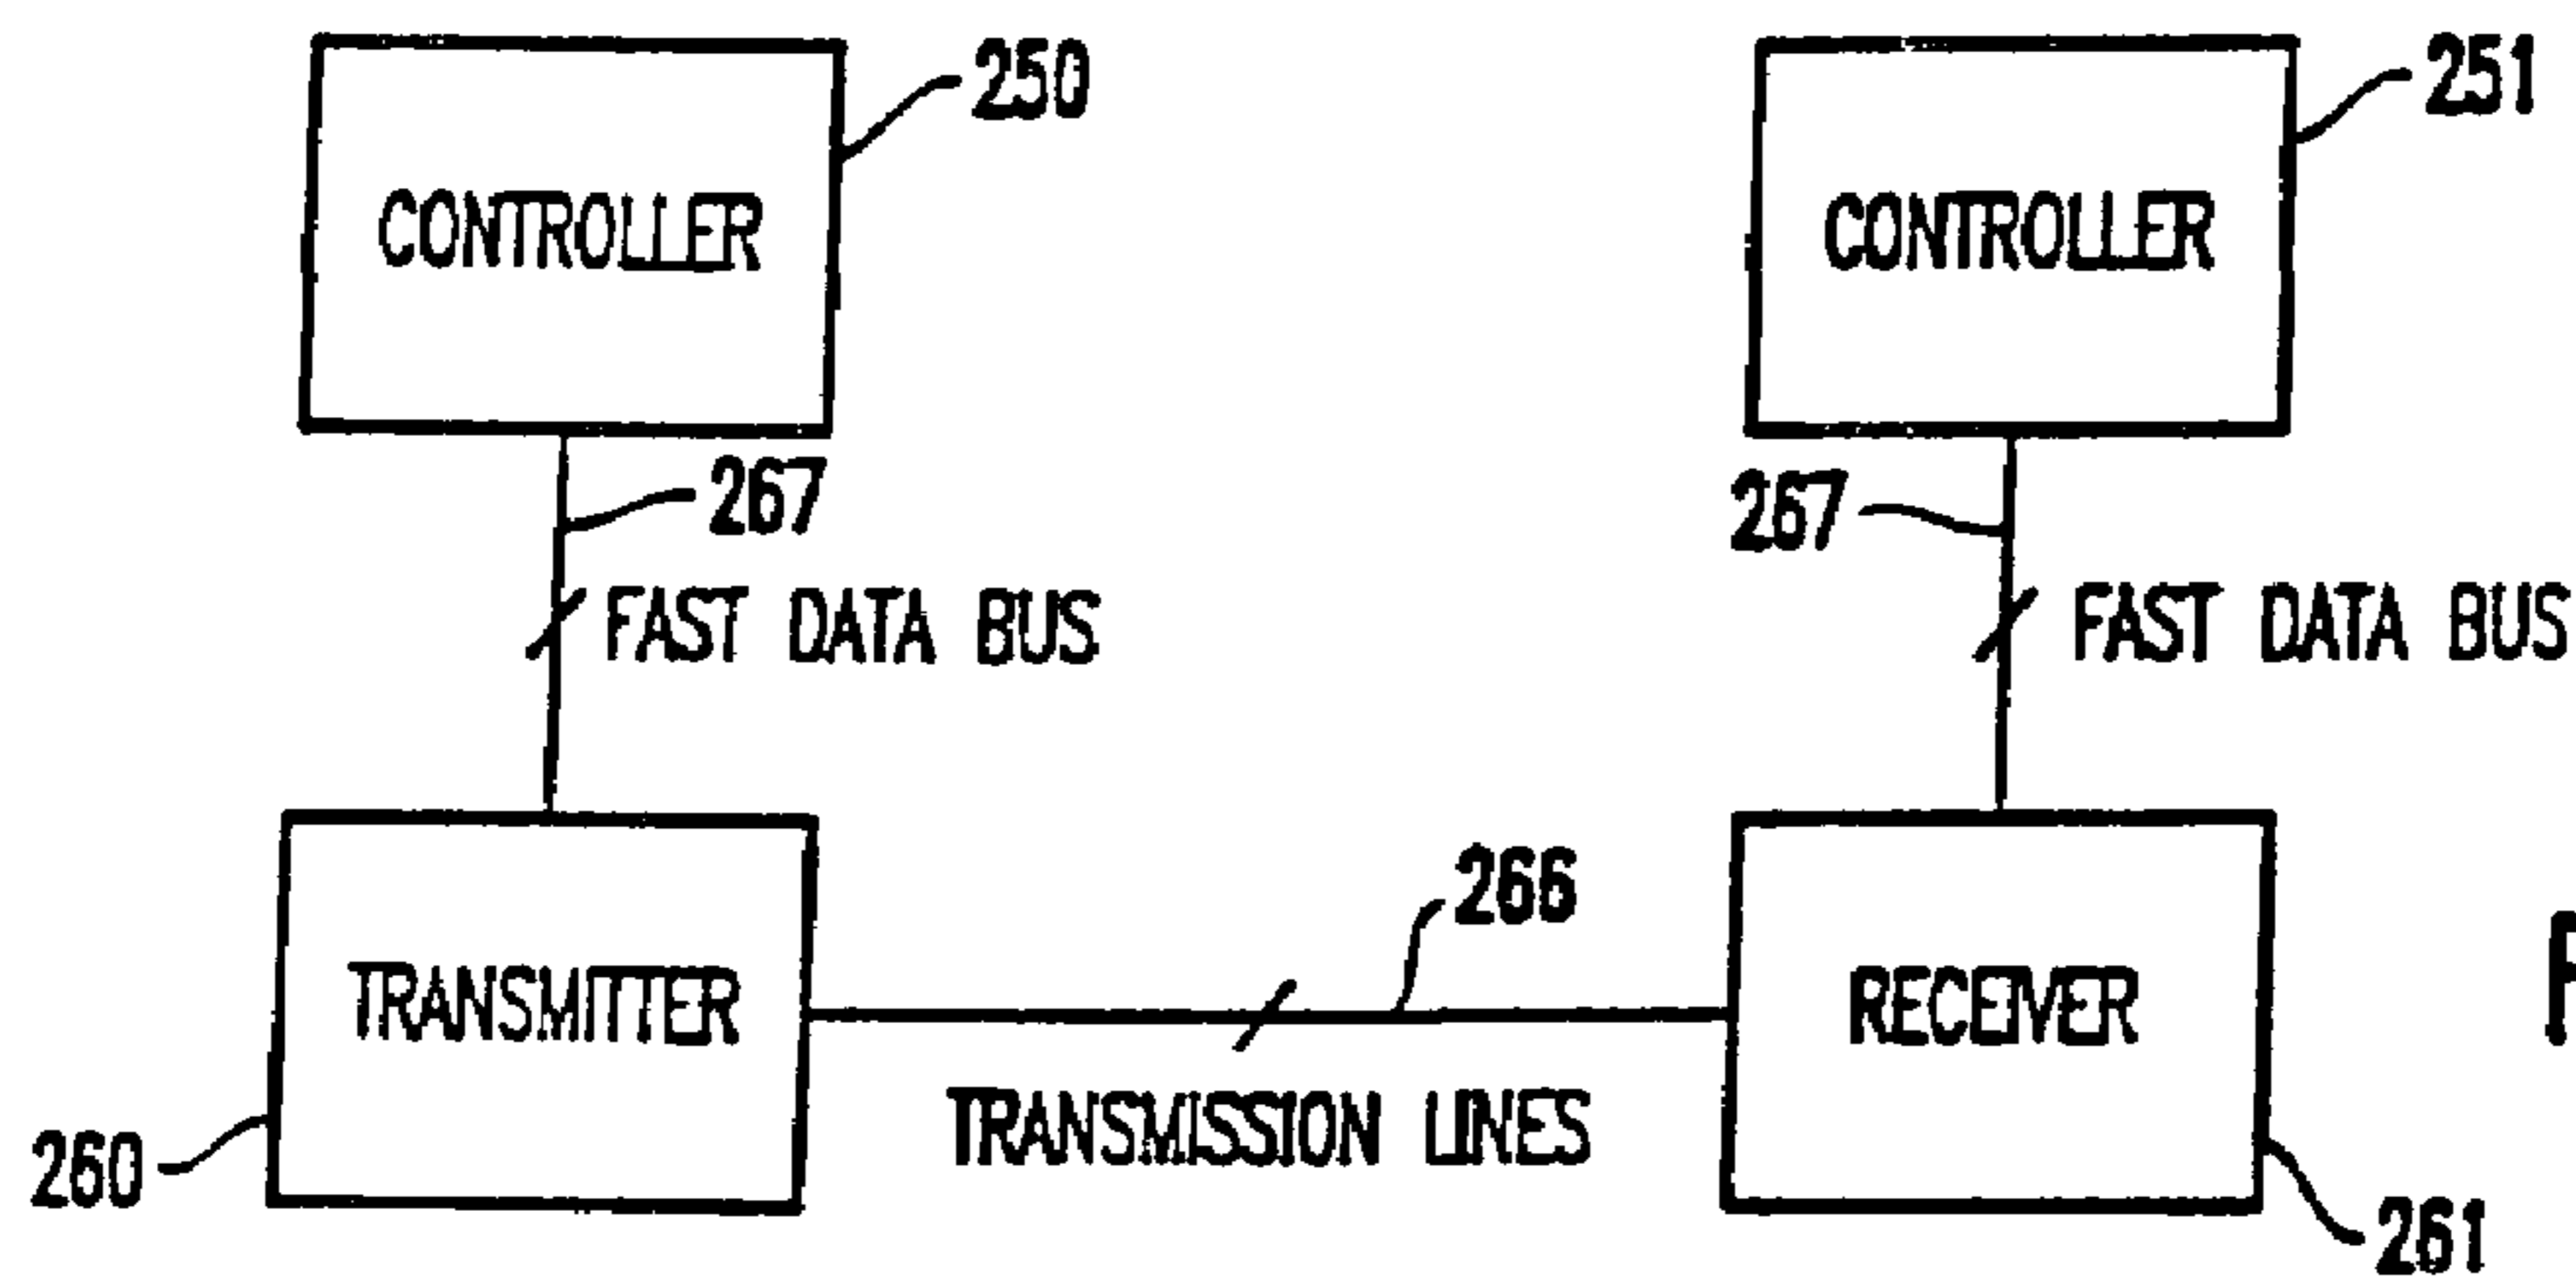 250
251
CONTROLLER
CONTROLLER
267
267
FAST DATA BUS
FAST DATA BUS
266
TRANSMITTER
RECEIVER
TRANSMISSION LINES
260
261